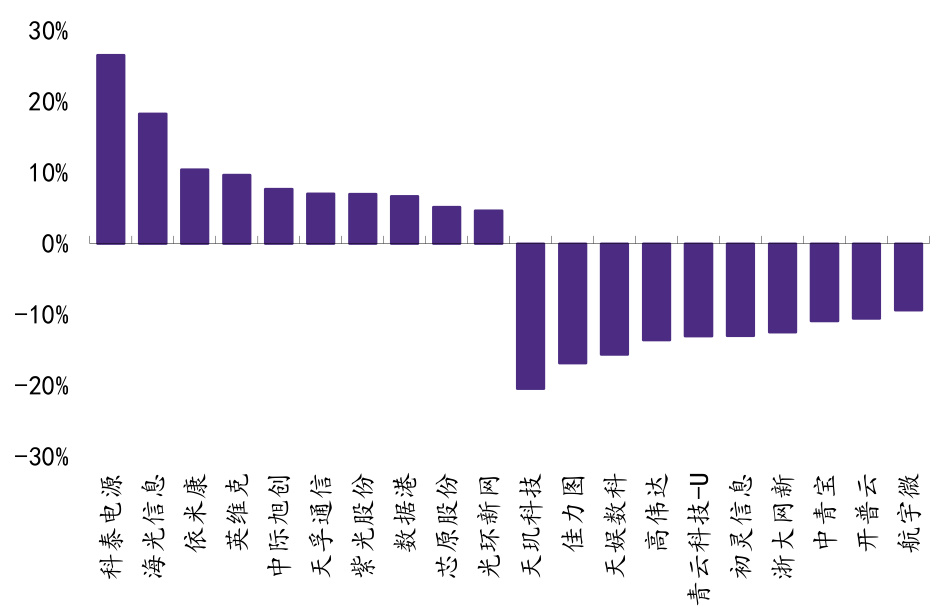 30%
20%
10%
0%
-10%
-20%
-30%
科泰电源
海光信息
依米康
英维克
中际旭创
天孚通信
紫光股份
数据港
芯原股份
光环新网
天玑科技
佳力图
天娱数科
高伟达
青云科技-U
初灵信息
浙大网新
中青宝
开普云
航宇微